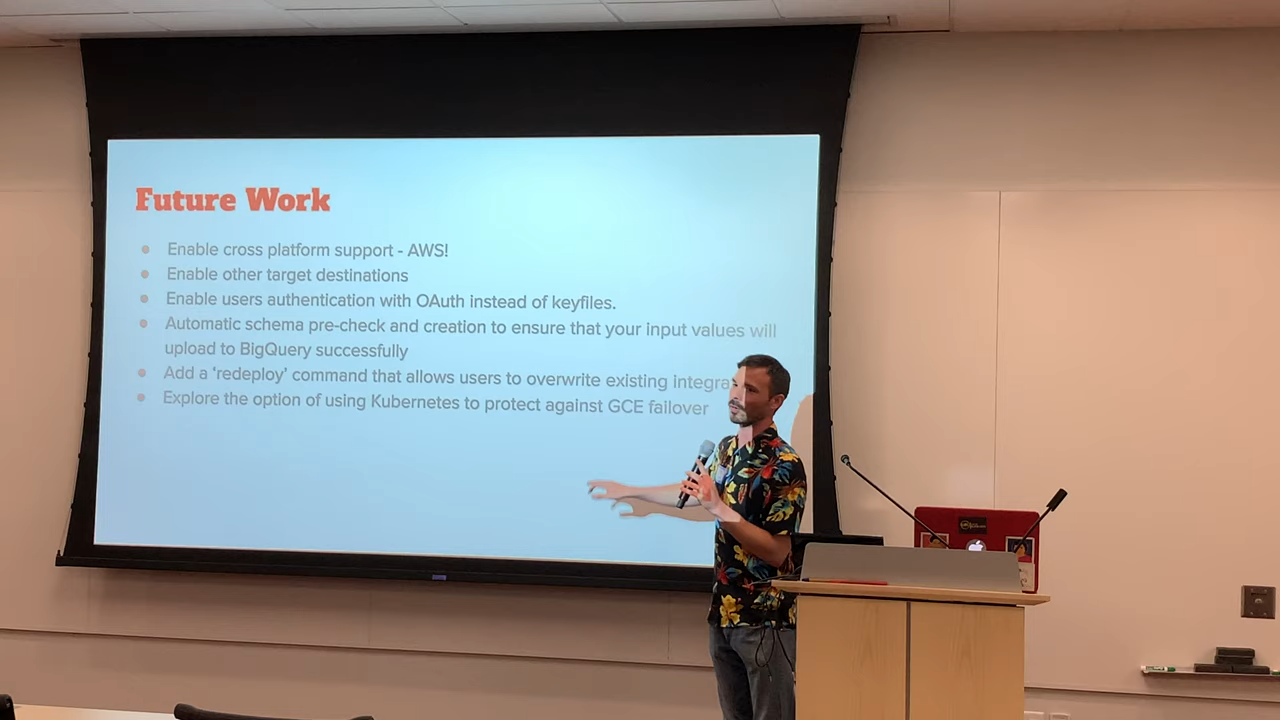 Future Work
• Enable cross platform support - AWS!
• Enable other target destinations
• Enable users authentication with OAuth instead of keyfiles.
• Automatic schema pre-check and creation to ensure that your input values will
upload to BigQuery successfully
• Add a ‘redeploy’ command that allows users to overwrite existing
• Explore the option of using Kubernetes to protect against GCE failover